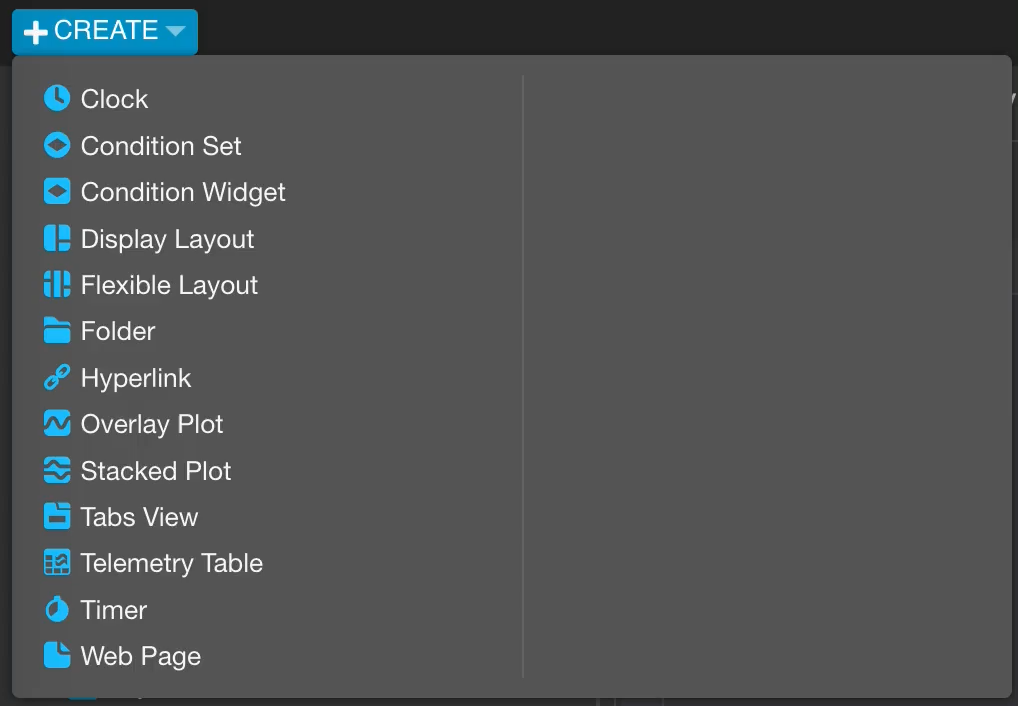 CREATE
Clock
Condition Set
Condition Widget
Display Layout
Flexible Layout
Folder
Hyperlink
Overlay Plot
Stacked Plot
Tabs View
Telemetry Table
Timer
Web Page